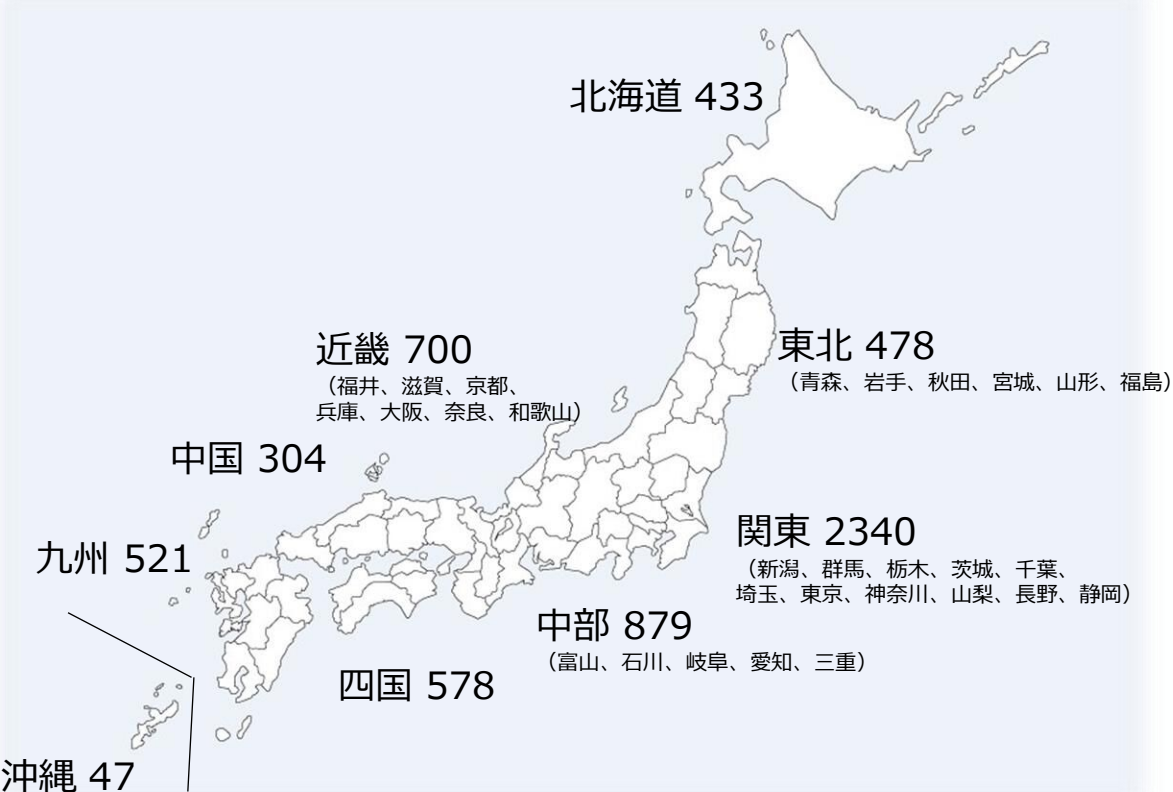 北海道 433
東北 478
（青森、岩手、秋田、宮城、山形、福島）
近畿 700
（福井、滋賀、京都、
兵庫、大阪、奈良、和歌山）
中国 304
関東 2340
（新潟、群馬、栃木、茨城、千葉、
埼玉、東京、神奈川、山梨、長野、静岡）
九州 521
中部 879
（富山、石川、岐阜、愛知、三重）
四国 578
沖縄 47